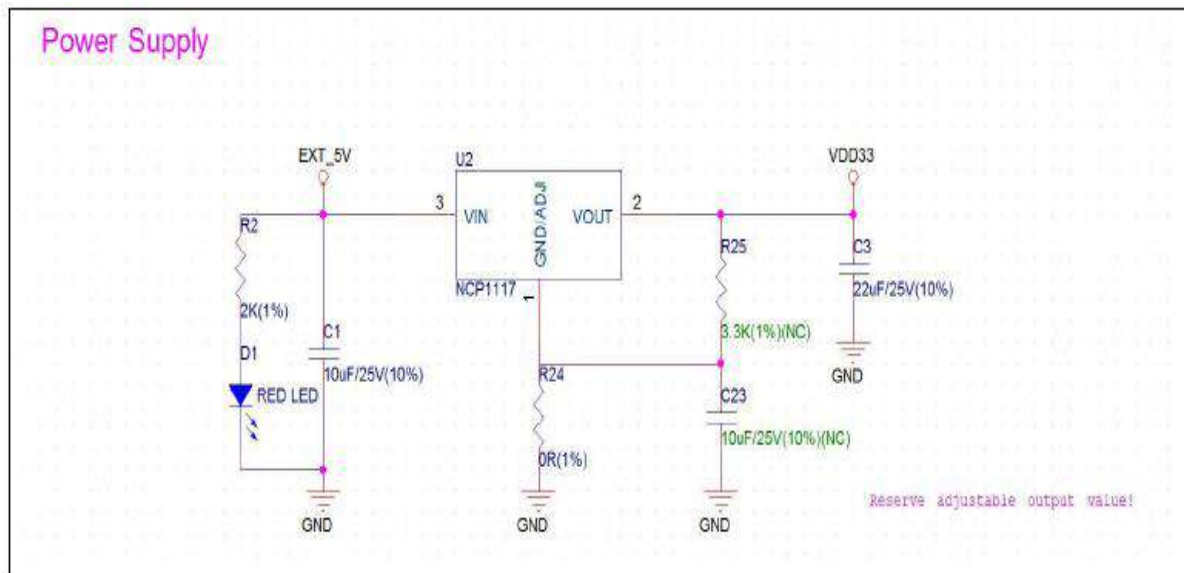 Power Supply
EXT_5V
U2
VDD33
3
VIN
GND/ADJ
VOUT
2
R2
R25
C3
NCP1117
1
22uF/25V(10%)
2K(1%)
C1
3.3K(1%)(NC)
D1
10uF/25V(10%)
R24
GND
RED LED
C23
10uF/25V(10%)(NC)
0R(1%)
Reserve adjustable output value!
GND
GND
GND